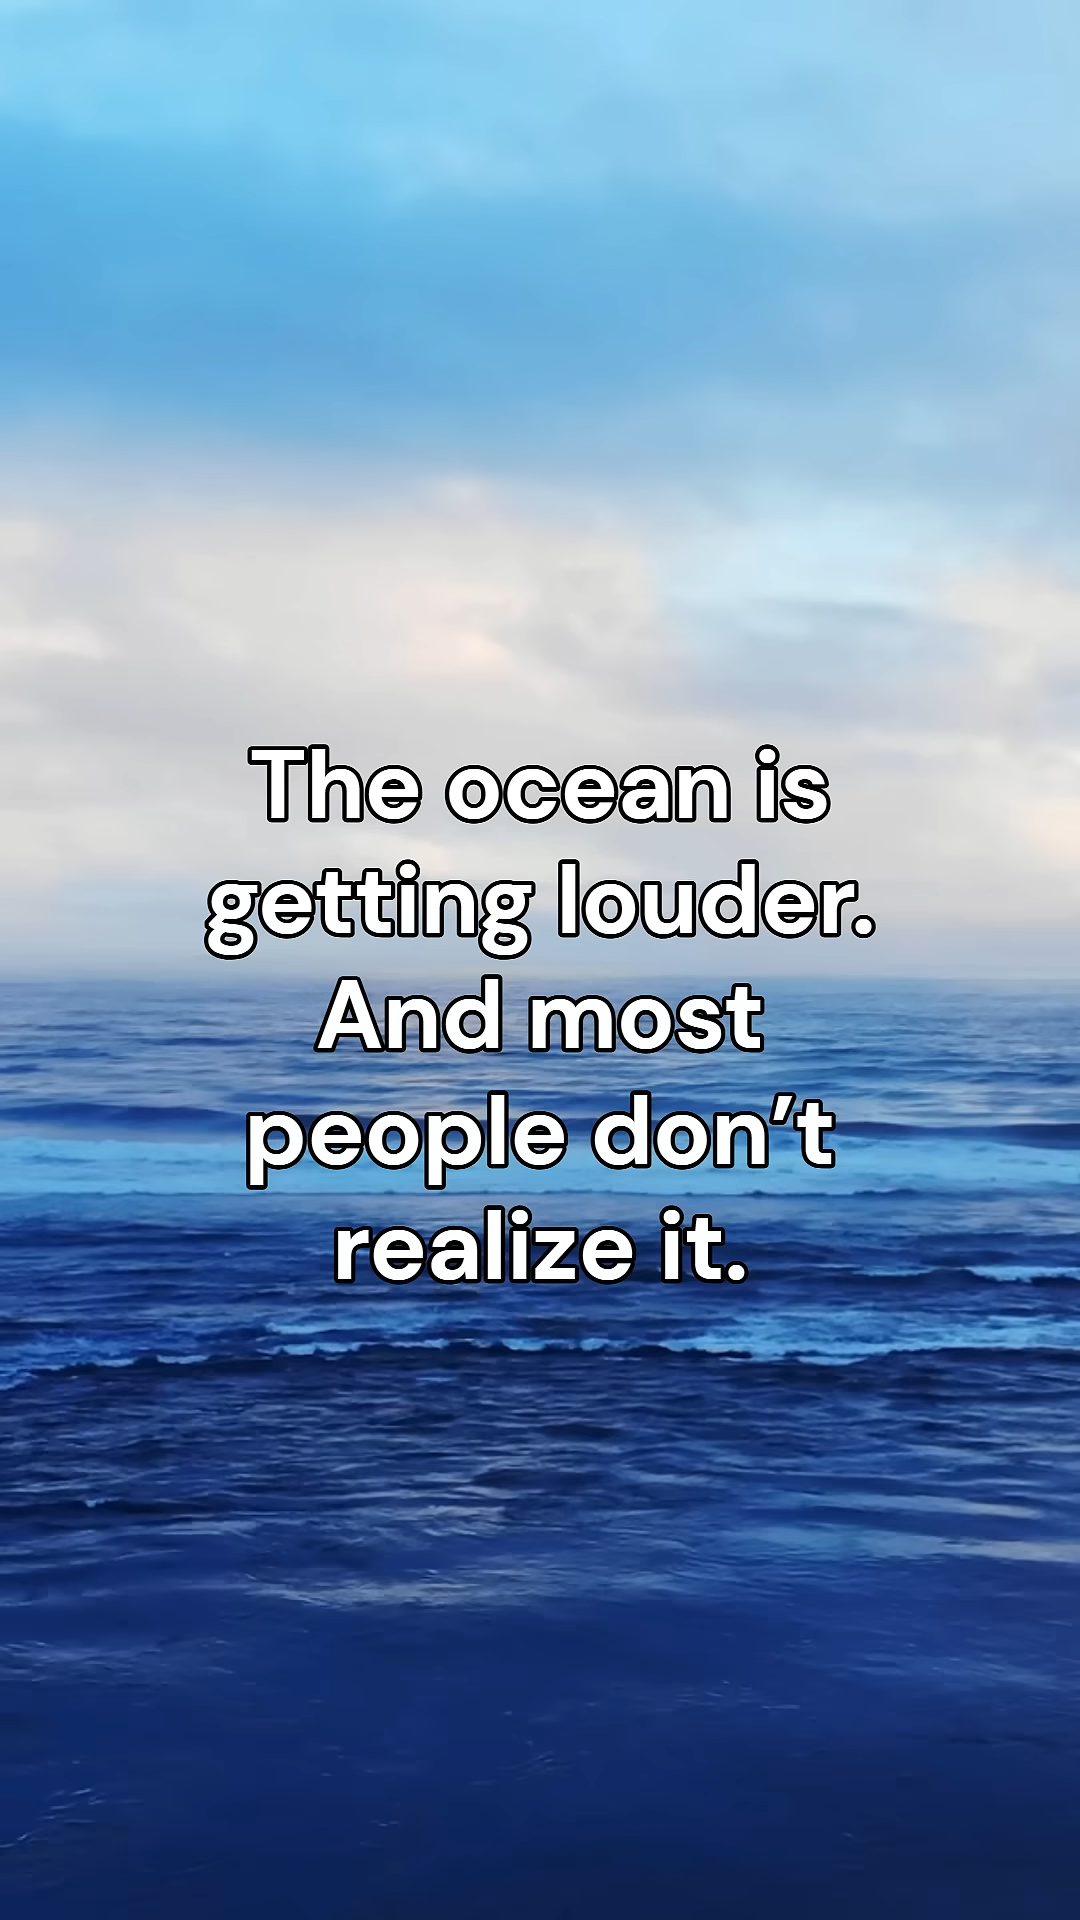 The ocean is
getting louder.
And most
people don’t
realize it.